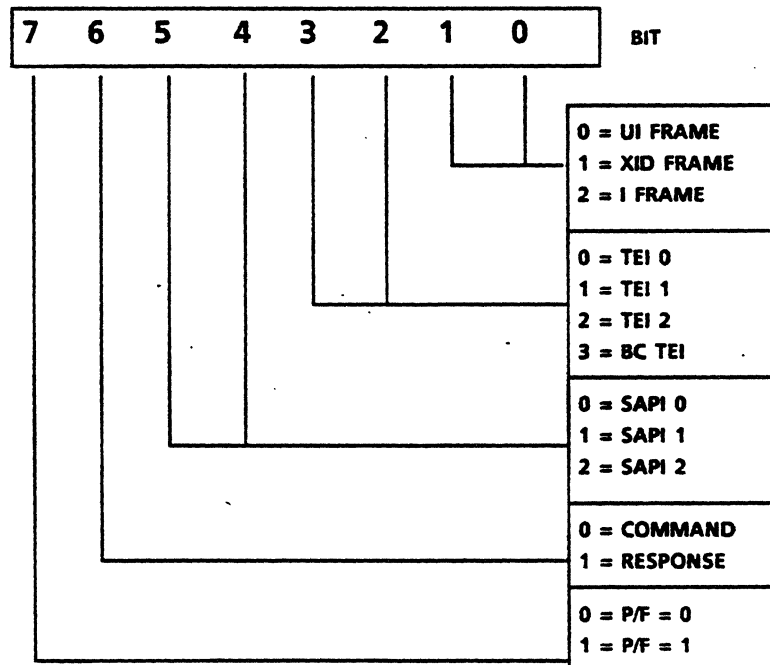 7 6 5 4 3 2 1 0 BIT
0 = UI FRAME
1 = XID FRAME
2 = I FRAME
0 = TEI 0
1 = TEI 1
2 = TEI 2
3 = BC TEI
0 = SAPI 0
1 = SAPI 1
2 = SAPI 2
0 = COMMAND
1 = RESPONSE
0 = P/F = 0
1 = P/F = 1